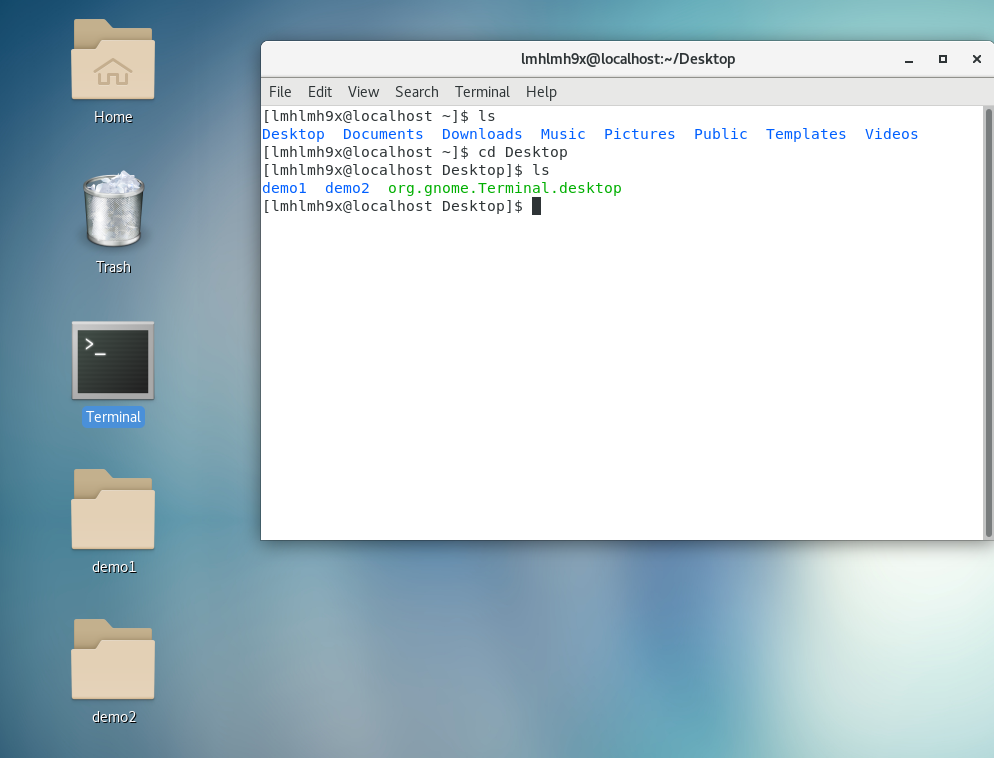 Home
Trash
>_
Terminal
demo1
demo2
lmhlmh9x@localhost:~/Desktop
File Edit View Search Terminal Help
[lmhlmh9x@localhost ~]$ ls
Desktop  Documents  Downloads  Music  Pictures  Public  Templates  Videos
[lmhlmh9x@localhost ~]$ cd Desktop
[lmhlmh9x@localhost Desktop]$ ls
demo1  demo2  org.gnome.Terminal.desktop
[lmhlmh9x@localhost Desktop]$